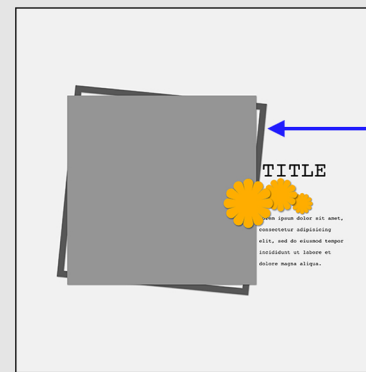 TITLE
ipsum dolor sit amet,
consectetur adipisicing
elit, sed do eiusmod tempor
incididunt ut labore et
dolore magna aliqua.